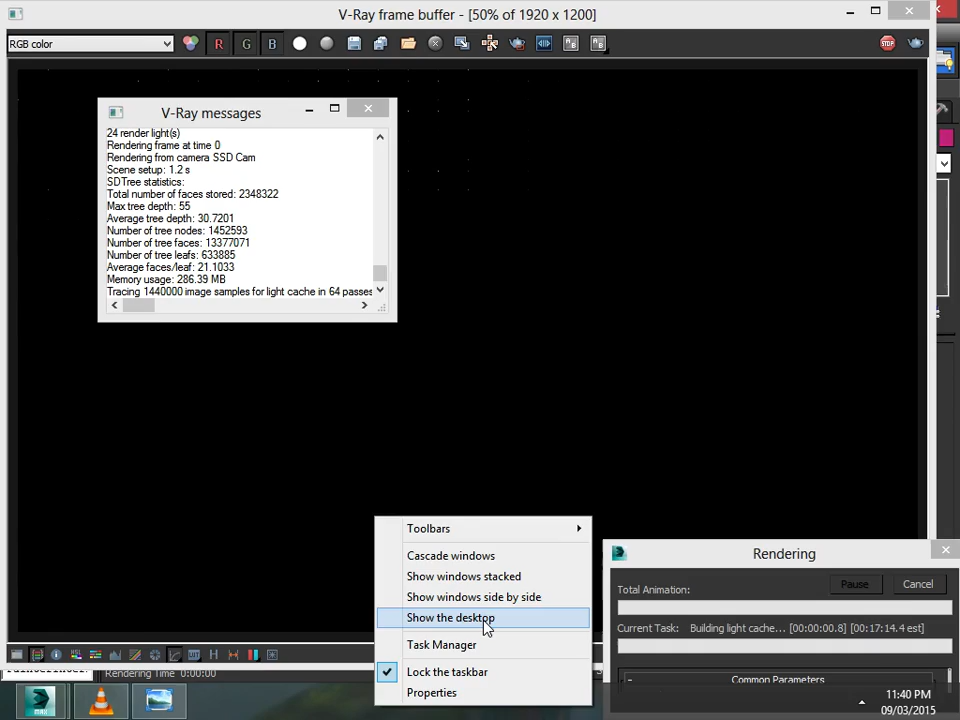 V-Ray frame buffer - [50% of 1920 x 1200]
RGB color
R
G
B
STOP
V-Ray messages
24 render light(s)
Rendering frame at time 0
Rendering from camera SSD Cam
Scene setup: 1.2 s
SDTree statistics:
Total number of faces stored: 2348322
Max tree depth: 55
Average tree depth: 30.7201
Number of tree nodes: 1452593
Number of tree faces: 13377071
Number of tree leafs: 633885
Average faces/leaf: 21.1033
Memory usage: 286.39 MB
Tracing 1440000 image samples for light cache in 64 passes
Toolbars
Cascade windows
Show windows stacked
Show windows side by side
Show the desktop
Task Manager
Lock the taskbar
Properties
Rendering
Total Animation:
Pause
Cancel
Current Task: Building light cache... [00:00:00.8] [00:17:14.4 est]
Common Parameters
Rendering Time 0:00:00
MAX
11:40 PM
09/03/2015